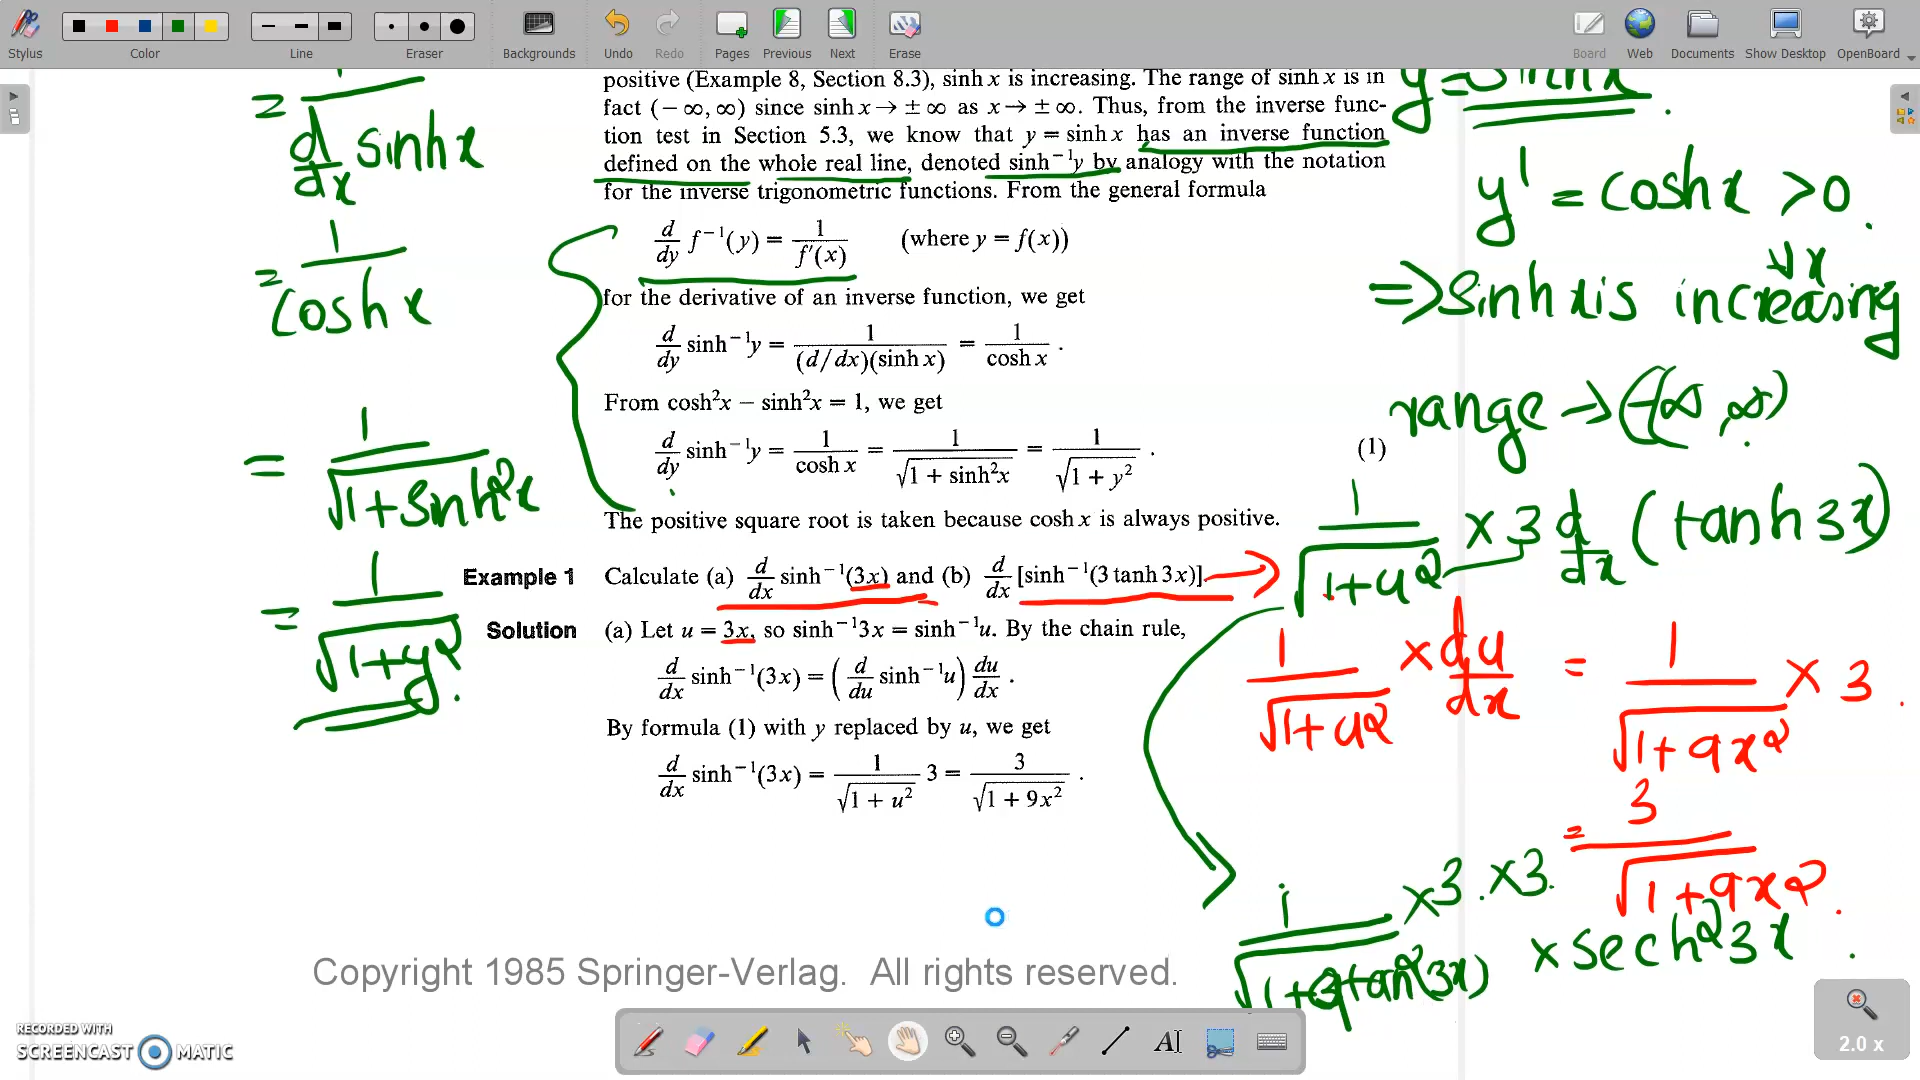 Stylus Color Line Eraser Backgrounds Undo Redo Pages Previous Next Erase Board Web Documents Show Desktop OpenBoard
positive (Example 8, Section 8.3), sinh x is increasing. The range of sinh x is in
fact (−∞, ∞) since sinh x → ±∞ as x → ±∞. Thus, from the inverse func-
tion test in Section 5.3, we know that y = sinh x has an inverse function
defined on the whole real line, denoted sinh⁻¹y by analogy with the notation
for the inverse trigonometric functions. From the general formula
d/dy f⁻¹(y) = 1/f′(x) (where y = f(x))
for the derivative of an inverse function, we get
d/dy sinh⁻¹y = 1/((d/dx)(sinh x)) = 1/cosh x .
From cosh²x − sinh²x = 1, we get
d/dy sinh⁻¹y = 1/cosh x = 1/√(1 + sinh²x) = 1/√(1 + y²) . (1)
The positive square root is taken because cosh x is always positive.
Example 1 Calculate (a) d/dx sinh⁻¹(3x) and (b) d/dx [sinh⁻¹(3 tanh 3x)].
Solution (a) Let u = 3x, so sinh⁻¹3x = sinh⁻¹u. By the chain rule,
d/dx sinh⁻¹(3x) = (d/du sinh⁻¹u) du/dx .
By formula (1) with y replaced by u, we get
d/dx sinh⁻¹(3x) = 1/√(1 + u²) 3 = 3/√(1 + 9x²) .
Copyright 1985 Springer-Verlag. All rights reserved.
= 1/(d/dx sinhx)
= 1/coshx
= 1/√(1+sinh²x)
= 1/√(1+y²) .
y = sinhx .
y' = coshx >0 .
∀x
=> Sinhx is increasing
range → (-∞, ∞)
1/√(1+u²) × 3 d/dx (tanh 3x)
1/√(1+u²) × du/dx = 1/√(1+9x²) × 3 .
= 3/√(1+9x²) .
1/√(1+9tan²(3x)) ×3 . ×3 .
× sech²3x .
RECORDED WITH
SCREENCAST MATIC
2.0 x